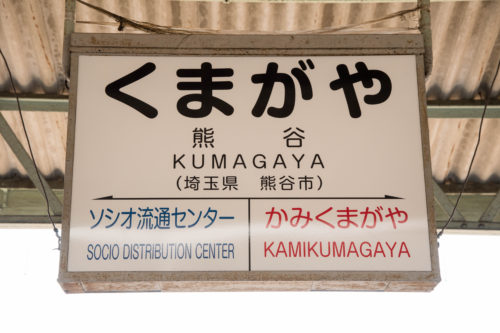 くまがや
熊 谷
KUMAGAYA
(埼玉県 熊谷市)
ソシオ流通センター
SOCIO DISTRIBUTION CENTER
かみくまがや
KAMIKUMAGAYA